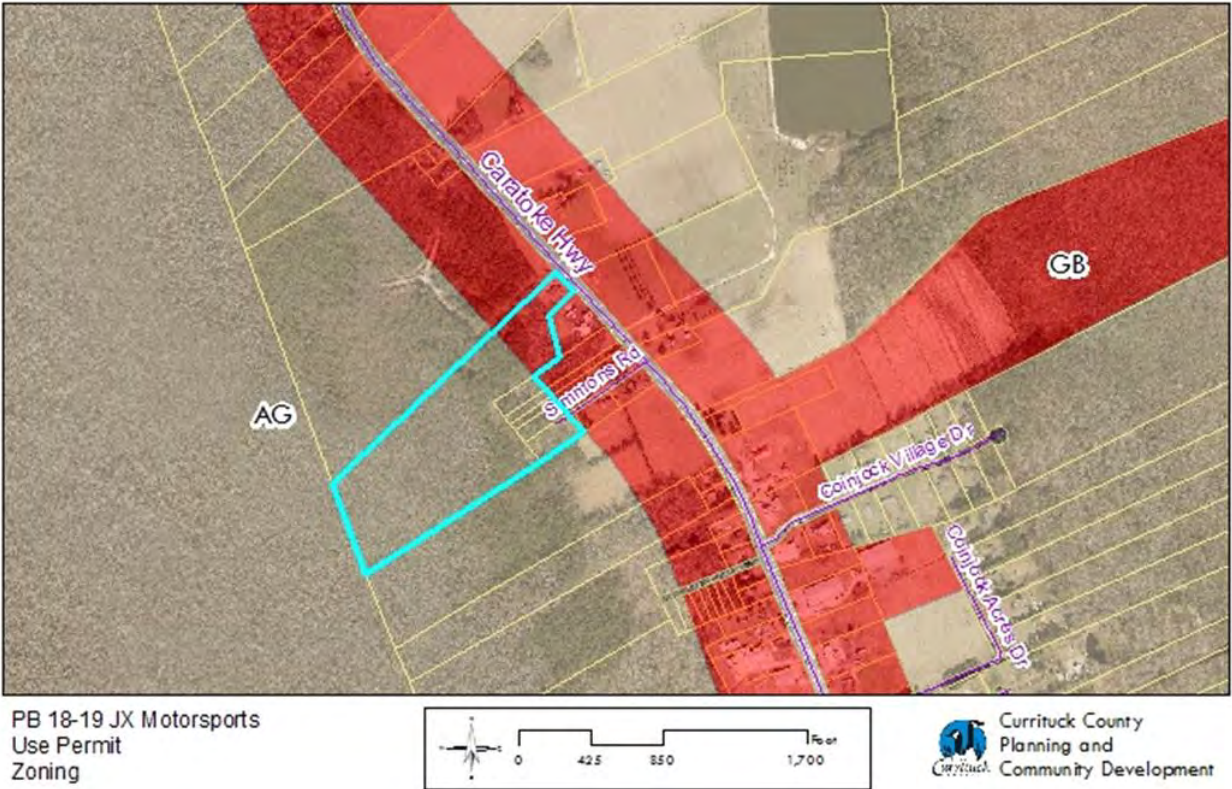 Caratoke Hwy
GB
Simmons Rd
AG
Coinjock Village Dr
Coinjock Acres Dr
PB 18-19 JX Motorsports
Use Permit
Zoning
Feet
0 425 850 1,700
Currituck
Currituck County
Planning and
Community Development